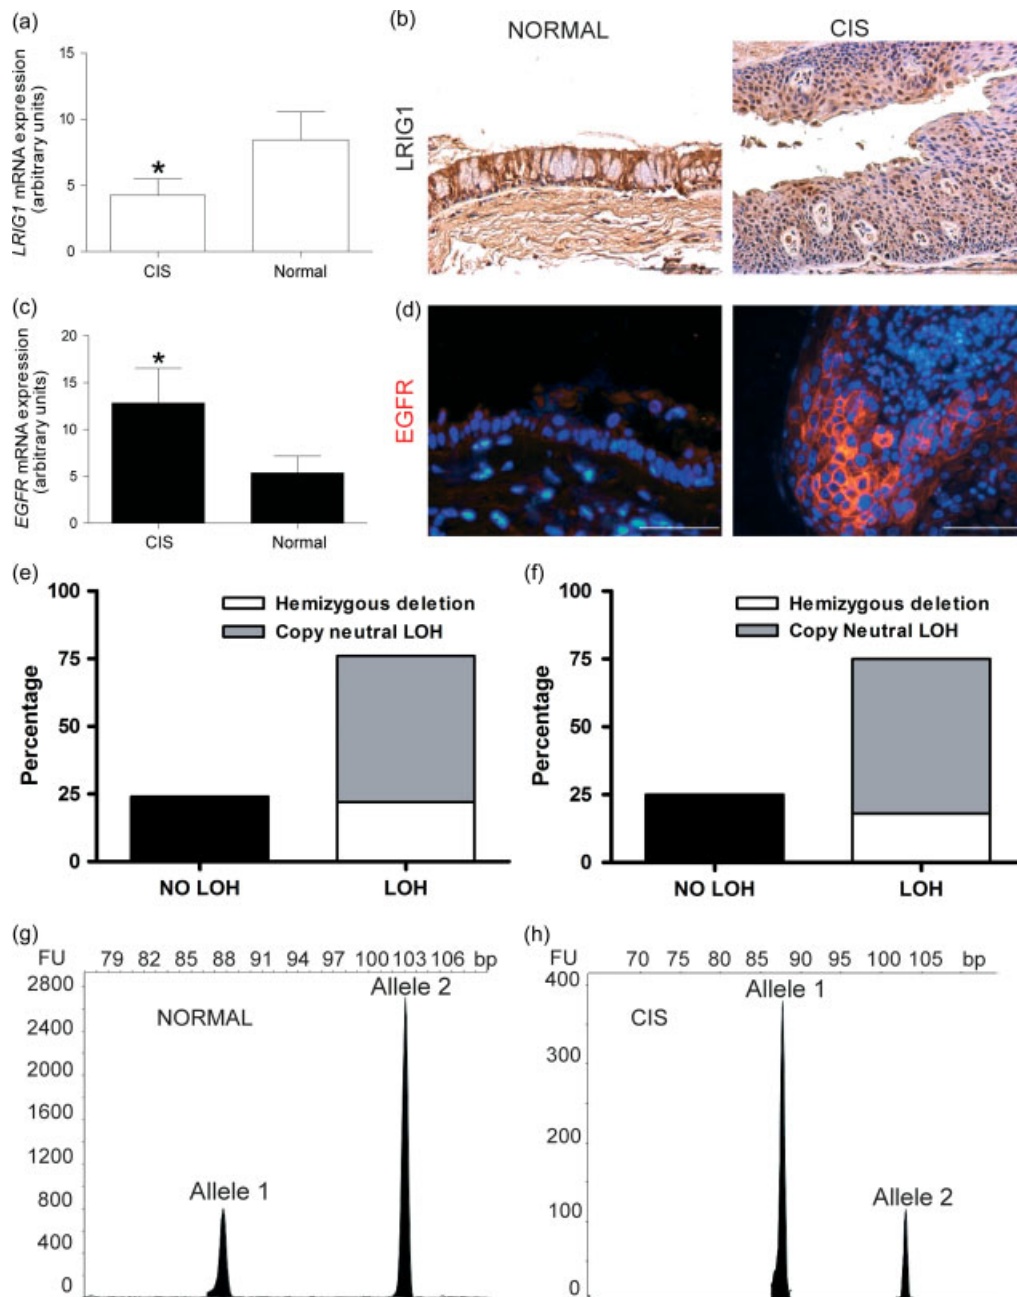 (a)
LRIG1 mRNA expression
(arbitrary units)
15
10
5
0
*
CIS
Normal
(b)
NORMAL
CIS
LRIG1
(c)
EGFR mRNA expression
(arbitrary units)
20
15
10
5
0
*
CIS
Normal
(d)
EGFR
(e)
Percentage
100
75
50
25
0
Hemizygous deletion
Copy neutral LOH
NO LOH
LOH
(f)
Percentage
100
75
50
25
0
Hemizygous deletion
Copy Neutral LOH
NO LOH
LOH
(g)
FU
79 82 85 88 91 94 97 100 103 106 bp
2800
2400
2000
1600
1200
800
400
0
NORMAL
Allele 1
Allele 2
(h)
FU
70 75 80 85 90 95 100 105 bp
400
300
200
100
0
CIS
Allele 1
Allele 2